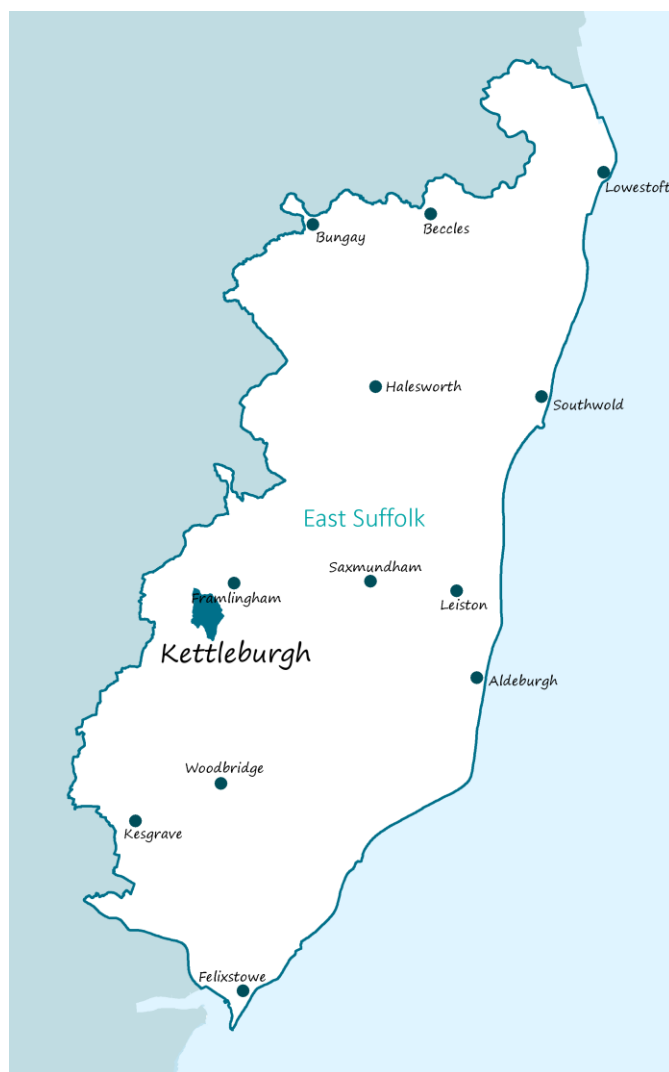 Lowestoft
Beccles
Bungay
Halesworth
Southwold
East Suffolk
Saxmundham
Framlingham
Leiston
Kettleburgh
Aldeburgh
Woodbridge
Kesgrave
Felixstowe